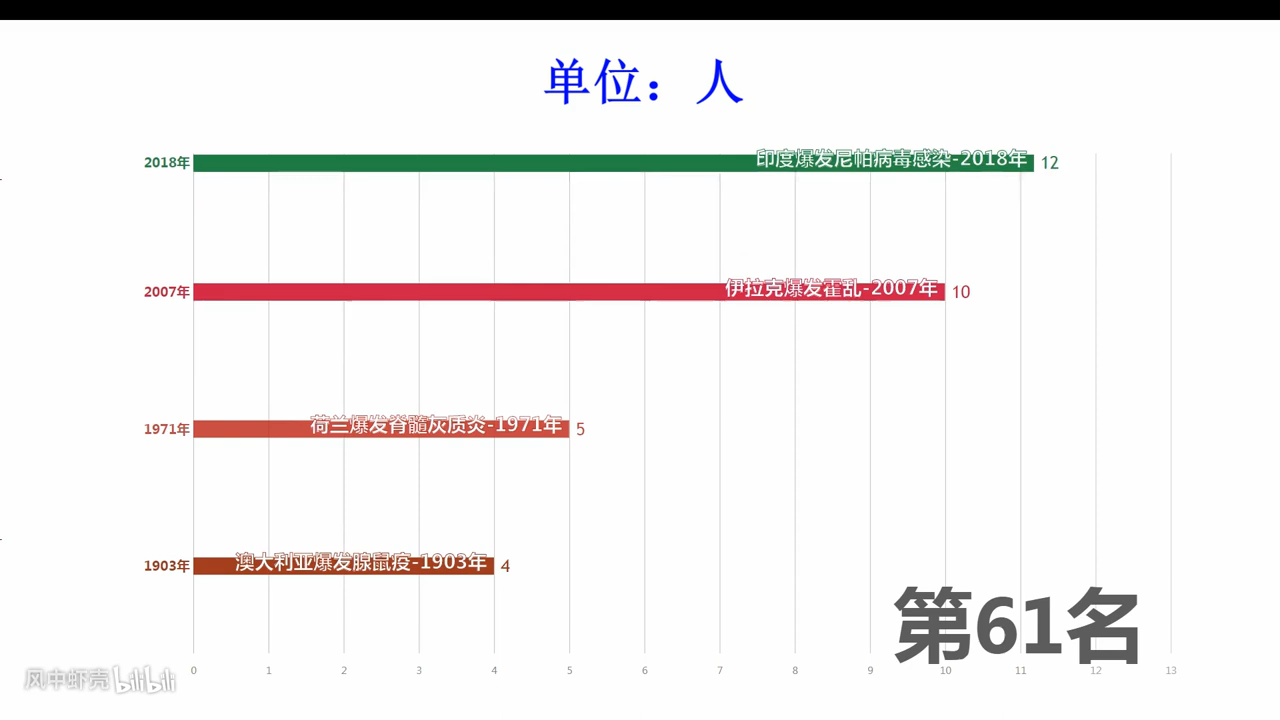 单位：人
2018年 印度爆发尼帕病毒感染-2018年 12
2007年 伊拉克爆发霍乱-2007年 10
1971年 荷兰爆发脊髓灰质炎-1971年 5
1903年 澳大利亚爆发腺鼠疫-1903年 4
第61名
0 1 2 3 4 5 6 7 8 9 10 11 12 13
风中虾壳 bilibili